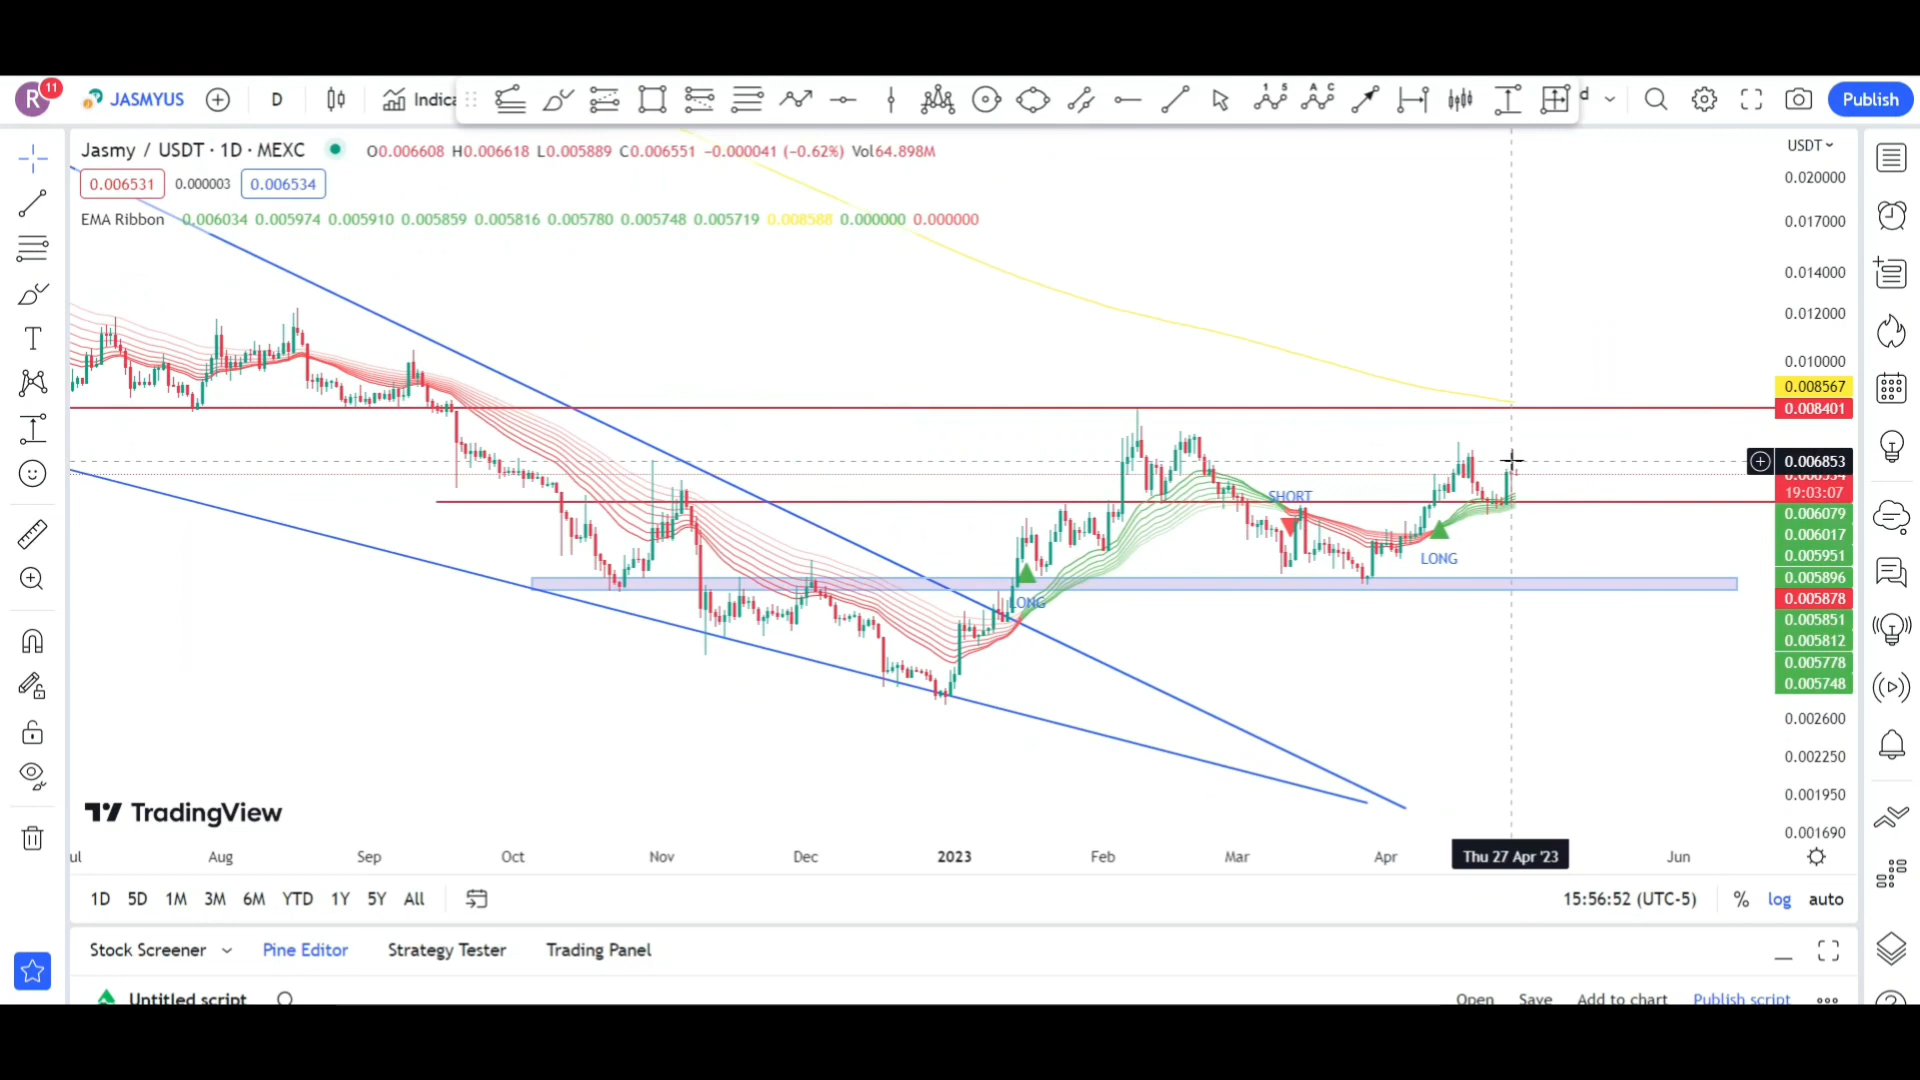 R 11 JASMYUS D Indica 1 5 A C d Publish
Jasmy / USDT · 1D · MEXC O0.006608 H0.006618 L0.005889 C0.006551 −0.000041 (−0.62%) Vol64.898M
USDT
0.006531 0.000003 0.006534
EMA Ribbon 0.006034 0.005974 0.005910 0.005859 0.005816 0.005780 0.005748 0.005719 0.008588 0.000000 0.000000
0.020000
0.017000
0.014000
0.012000
0.010000
0.008567
0.008401
0.006853
19:03:07
0.006079
0.006017
0.005951
0.005896
0.005878
0.005851
0.005812
0.005778
0.005748
0.002600
0.002250
0.001950
0.001690
SHORT
LONG
LONG
TradingView
ul Aug Sep Oct Nov Dec 2023 Feb Mar Apr Thu 27 Apr '23 Jun
1D 5D 1M 3M 6M YTD 1Y 5Y All 15:56:52 (UTC-5) % log auto
Stock Screener Pine Editor Strategy Tester Trading Panel
Untitled script Open Save Add to chart Publish script